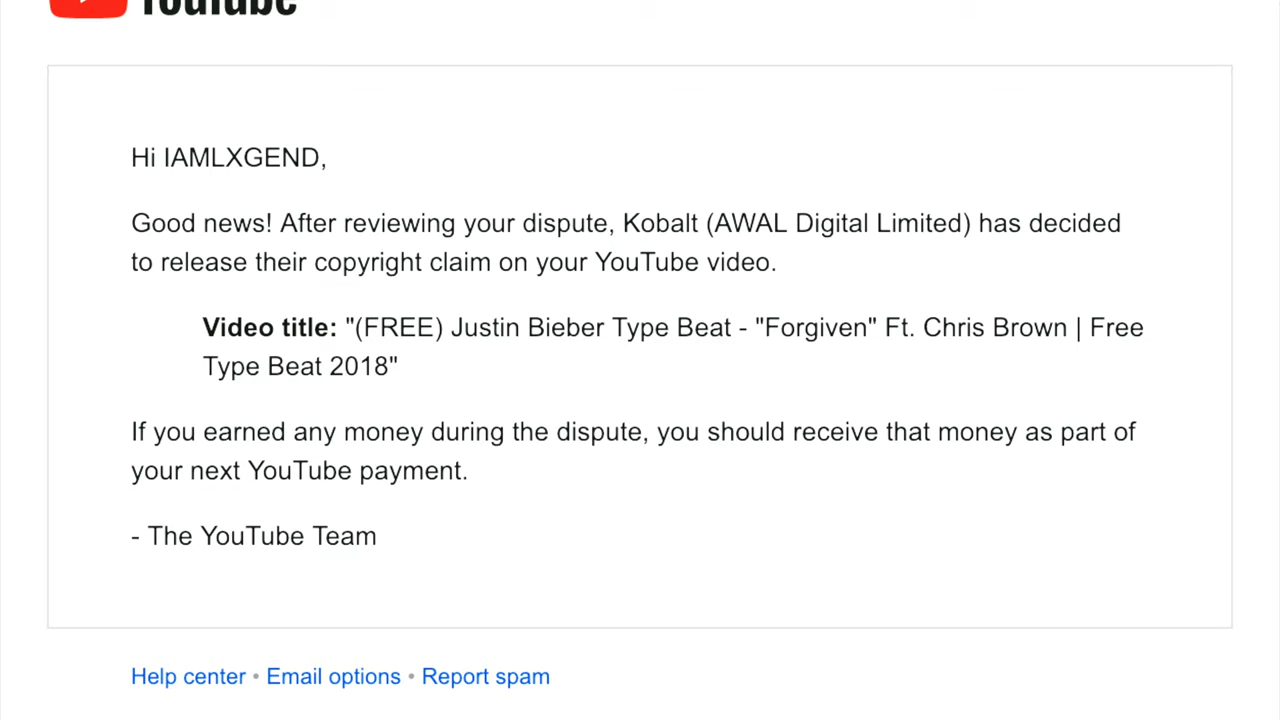 YouTube
Hi IAMLXGEND,
Good news! After reviewing your dispute, Kobalt (AWAL Digital Limited) has decided
to release their copyright claim on your YouTube video.
Video title: "(FREE) Justin Bieber Type Beat - "Forgiven" Ft. Chris Brown | Free
Type Beat 2018"
If you earned any money during the dispute, you should receive that money as part of
your next YouTube payment.
- The YouTube Team
Help center • Email options • Report spam